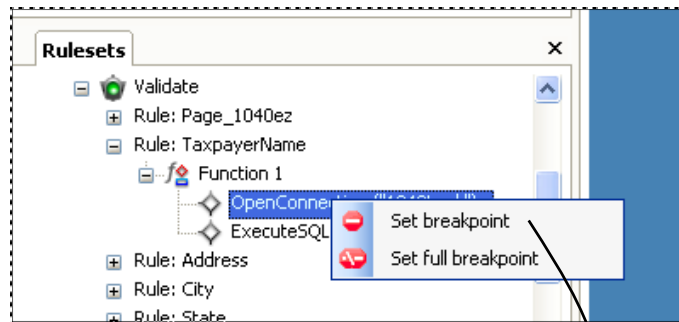 Rulesets
Validate
Rule: Page_1040ez
Rule: TaxpayerName
Function 1
Set breakpoint
ExecuteSQL
Set full breakpoint
Rule: Address
Rule: City
Rule: State